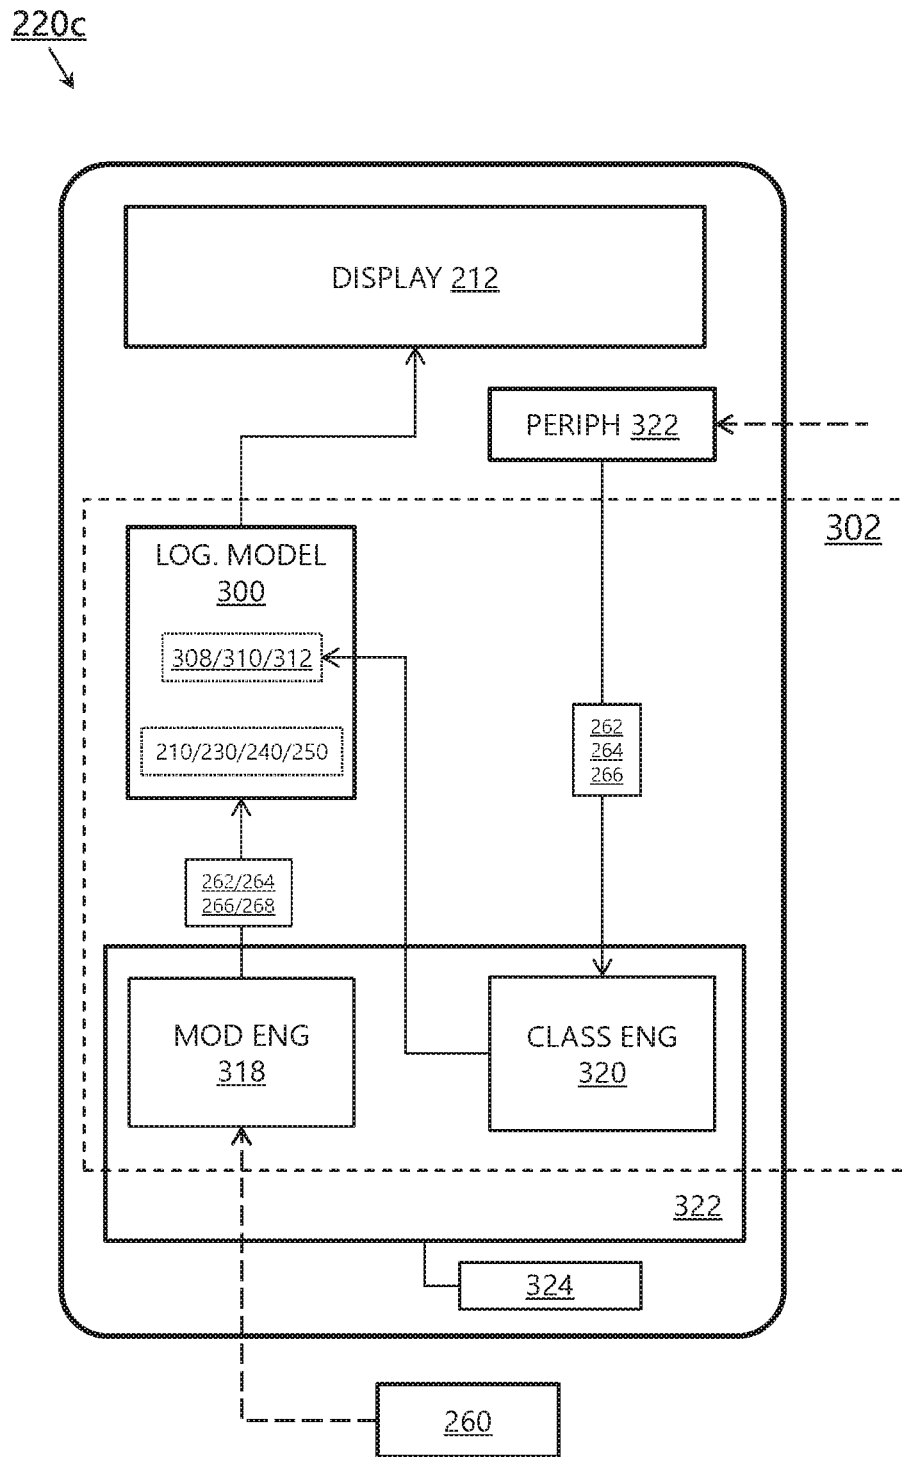 220c
DISPLAY 212
PERIPH 322
302
LOG. MODEL
300
308/310/312
210/230/240/250
262
264
266
262/264
266/268
MOD ENG
318
CLASS ENG
320
322
324
260